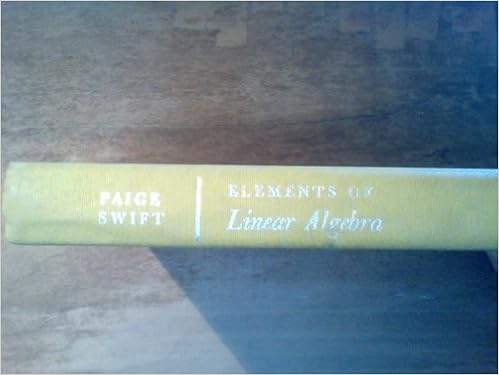 PAIGE
SWIFT
ELEMENTS OF
Linear Algebra